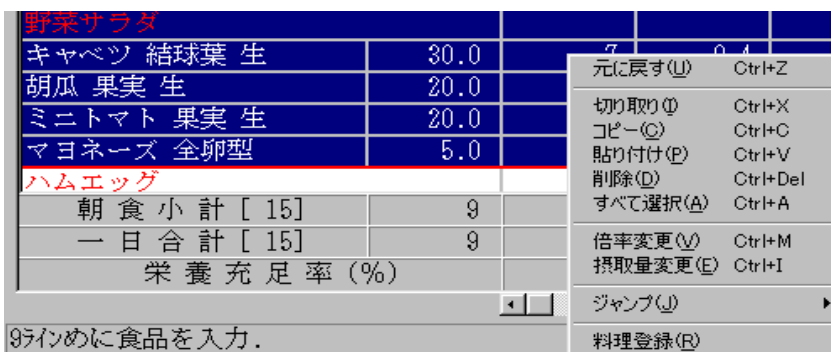 野菜サラダ
キャベツ 結球葉 生 30.0 7 0.4
胡瓜 果実 生 20.0
ミニトマト 果実 生 20.0
マヨネーズ 全卵型 5.0
ハムエッグ
朝 食 小 計 [ 15] 9
一 日 合 計 [ 15] 9
栄 養 充 足 率 (%)
9ﾗｲﾝめに食品を入力.
元に戻す(U) Ctrl+Z
切り取り(T) Ctrl+X
コピー(C) Ctrl+C
貼り付け(P) Ctrl+V
削除(D) Ctrl+Del
すべて選択(A) Ctrl+A
倍率変更(V) Ctrl+M
摂取量変更(E) Ctrl+I
ジャンプ(J)
料理登録(R)